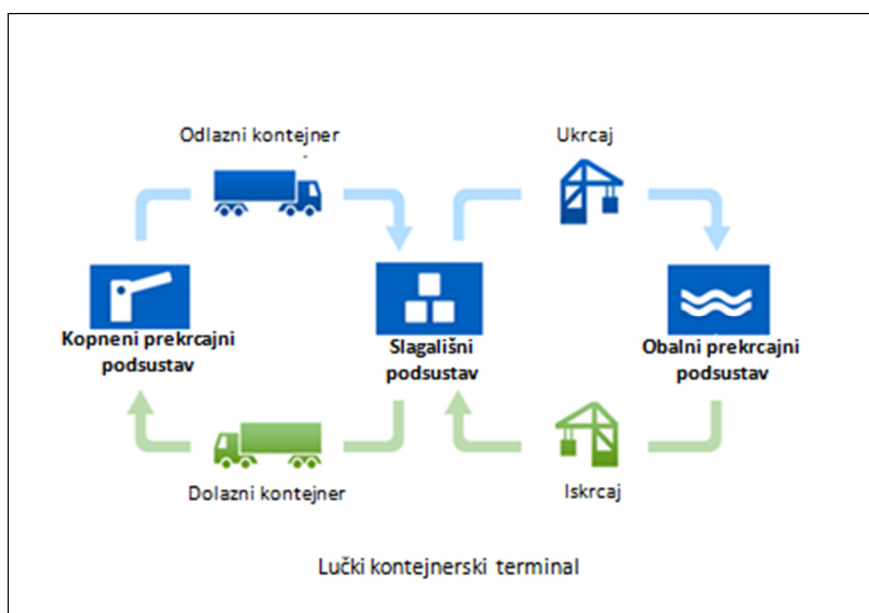 Odlazni kontejner
Ukrcaj
Kopneni prekrcajni
podsustav
Slagališni
podsustav
Obalni prekrcajni
podsustav
Dolazni kontejner
Iskrcaj
Lučki kontejnerski terminal